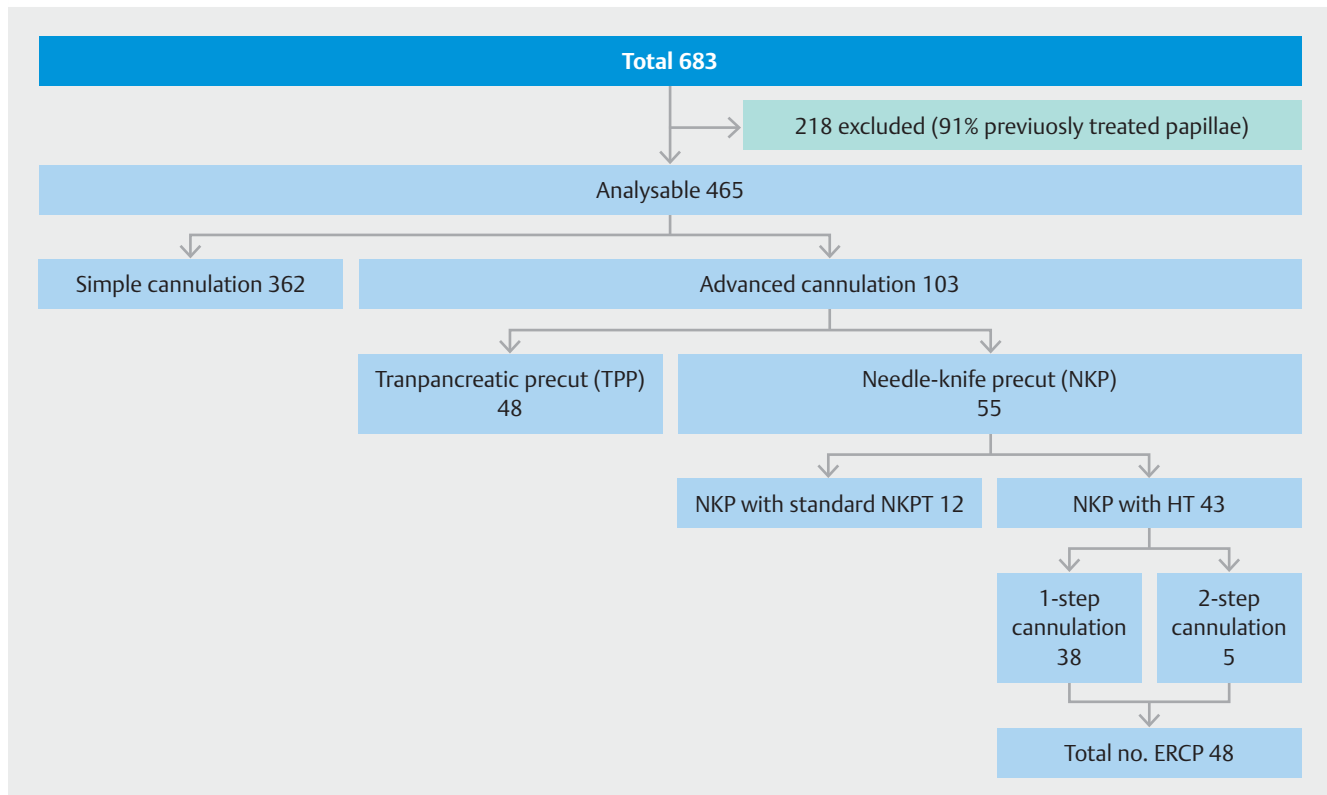 Total 683
218 excluded (91% previuosly treated papillae)
Analysable 465
Simple cannulation 362
Advanced cannulation 103
Tranpancreatic precut (TPP)
48
Needle-knife precut (NKP)
55
NKP with standard NKPT 12
NKP with HT 43
1-step
cannulation
38
2-step
cannulation
5
Total no. ERCP 48